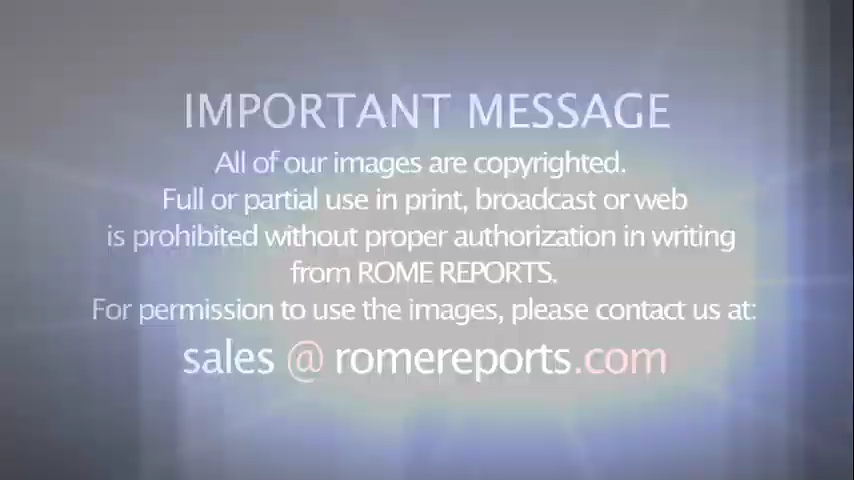 IMPORTANT MESSAGE
All of our images are copyrighted.
Full or partial use in print, broadcast or web
is prohibited without proper authorization in writing
from ROME REPORTS.
For permission to use the images, please contact us at:
sales @ romereports.com